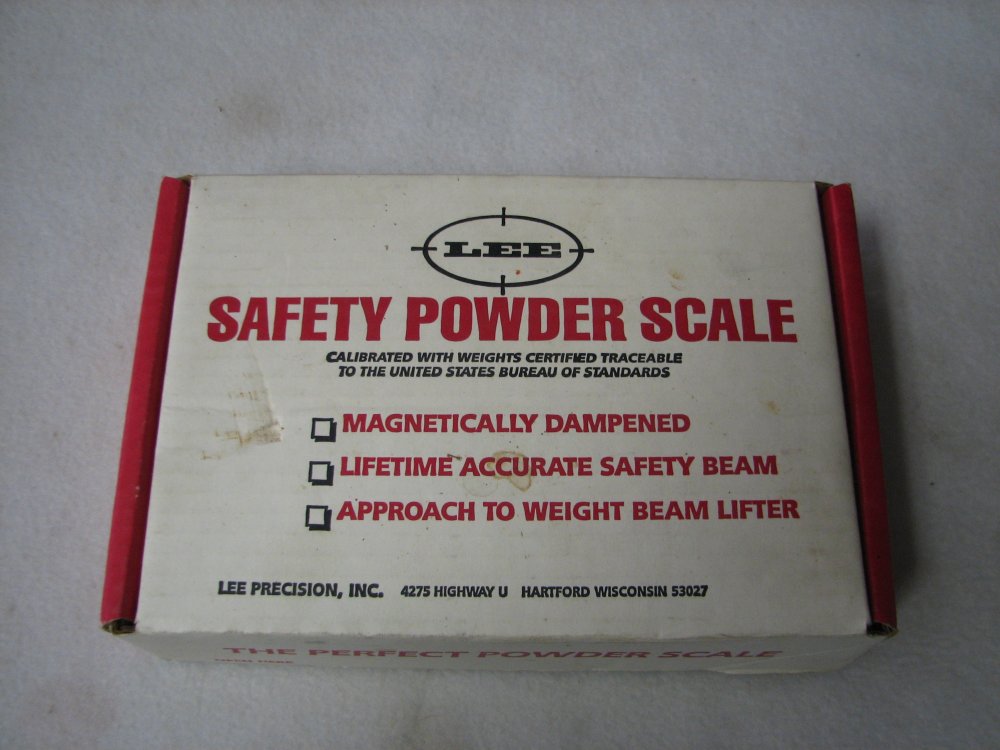 LEE
SAFETY POWDER SCALE
CALIBRATED WITH WEIGHTS CERTIFIED TRACEABLE
TO THE UNITED STATES BUREAU OF STANDARDS
MAGNETICALLY DAMPENED
LIFETIME ACCURATE SAFETY BEAM
APPROACH TO WEIGHT BEAM LIFTER
LEE PRECISION, INC. 4275 HIGHWAY U HARTFORD WISCONSIN 53027
THE PERFECT POWDER SCALE
OPEN HERE